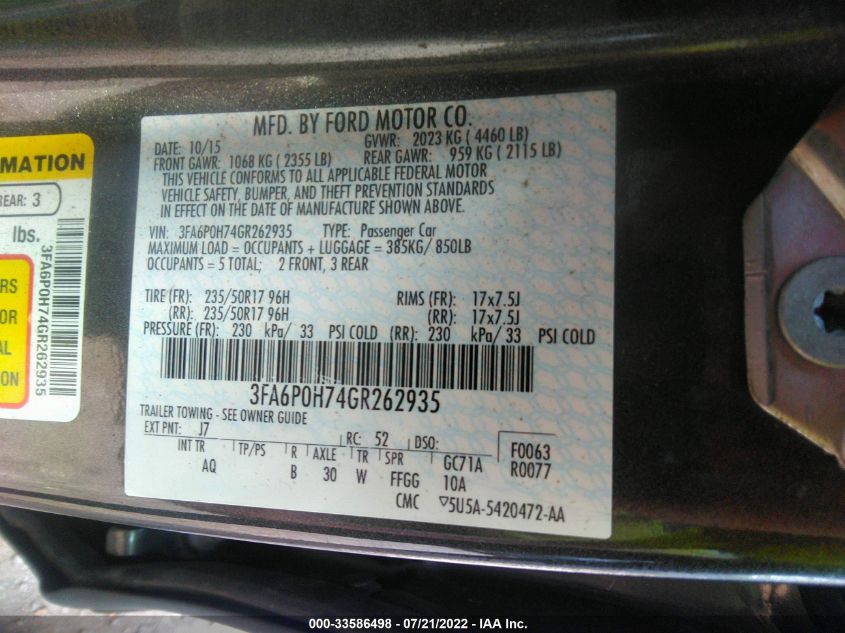 MFD. BY FORD MOTOR CO.
DATE: 10/15 GVWR: 2023 KG ( 4460 LB)
FRONT GAWR: 1068 KG ( 2355 LB) REAR GAWR: 959 KG ( 2115 LB)
THIS VEHICLE CONFORMS TO ALL APPLICABLE FEDERAL MOTOR
VEHICLE SAFETY, BUMPER, AND THEFT PREVENTION STANDARDS
IN EFFECT ON THE DATE OF MANUFACTURE SHOWN ABOVE.
VIN: 3FA6P0H74GR262935 TYPE: Passenger Car
MAXIMUM LOAD = OCCUPANTS + LUGGAGE = 385KG/ 850LB
OCCUPANTS = 5 TOTAL; 2 FRONT, 3 REAR
TIRE (FR): 235/50R17 96H RIMS (FR): 17x7.5J
(RR): 235/50R17 96H (RR): 17x7.5J
PRESSURE (FR): 230 kPa/ 33 PSI COLD (RR): 230 kPa/ 33 PSI COLD
3FA6P0H74GR262935
TRAILER TOWING - SEE OWNER GUIDE
EXT PNT: J7 RC: 52 DSO: F0063
INT TR TP/PS R AXLE TR SPR GC71A R0077
AQ B 30 W FFGG 10A
CMC ▽5U5A-5420472-AA
MATION
REAR: 3
lbs.
3FA6P0H74GR262935
RS
OR
AL
N
000-33586498 - 07/21/2022 - IAA Inc.